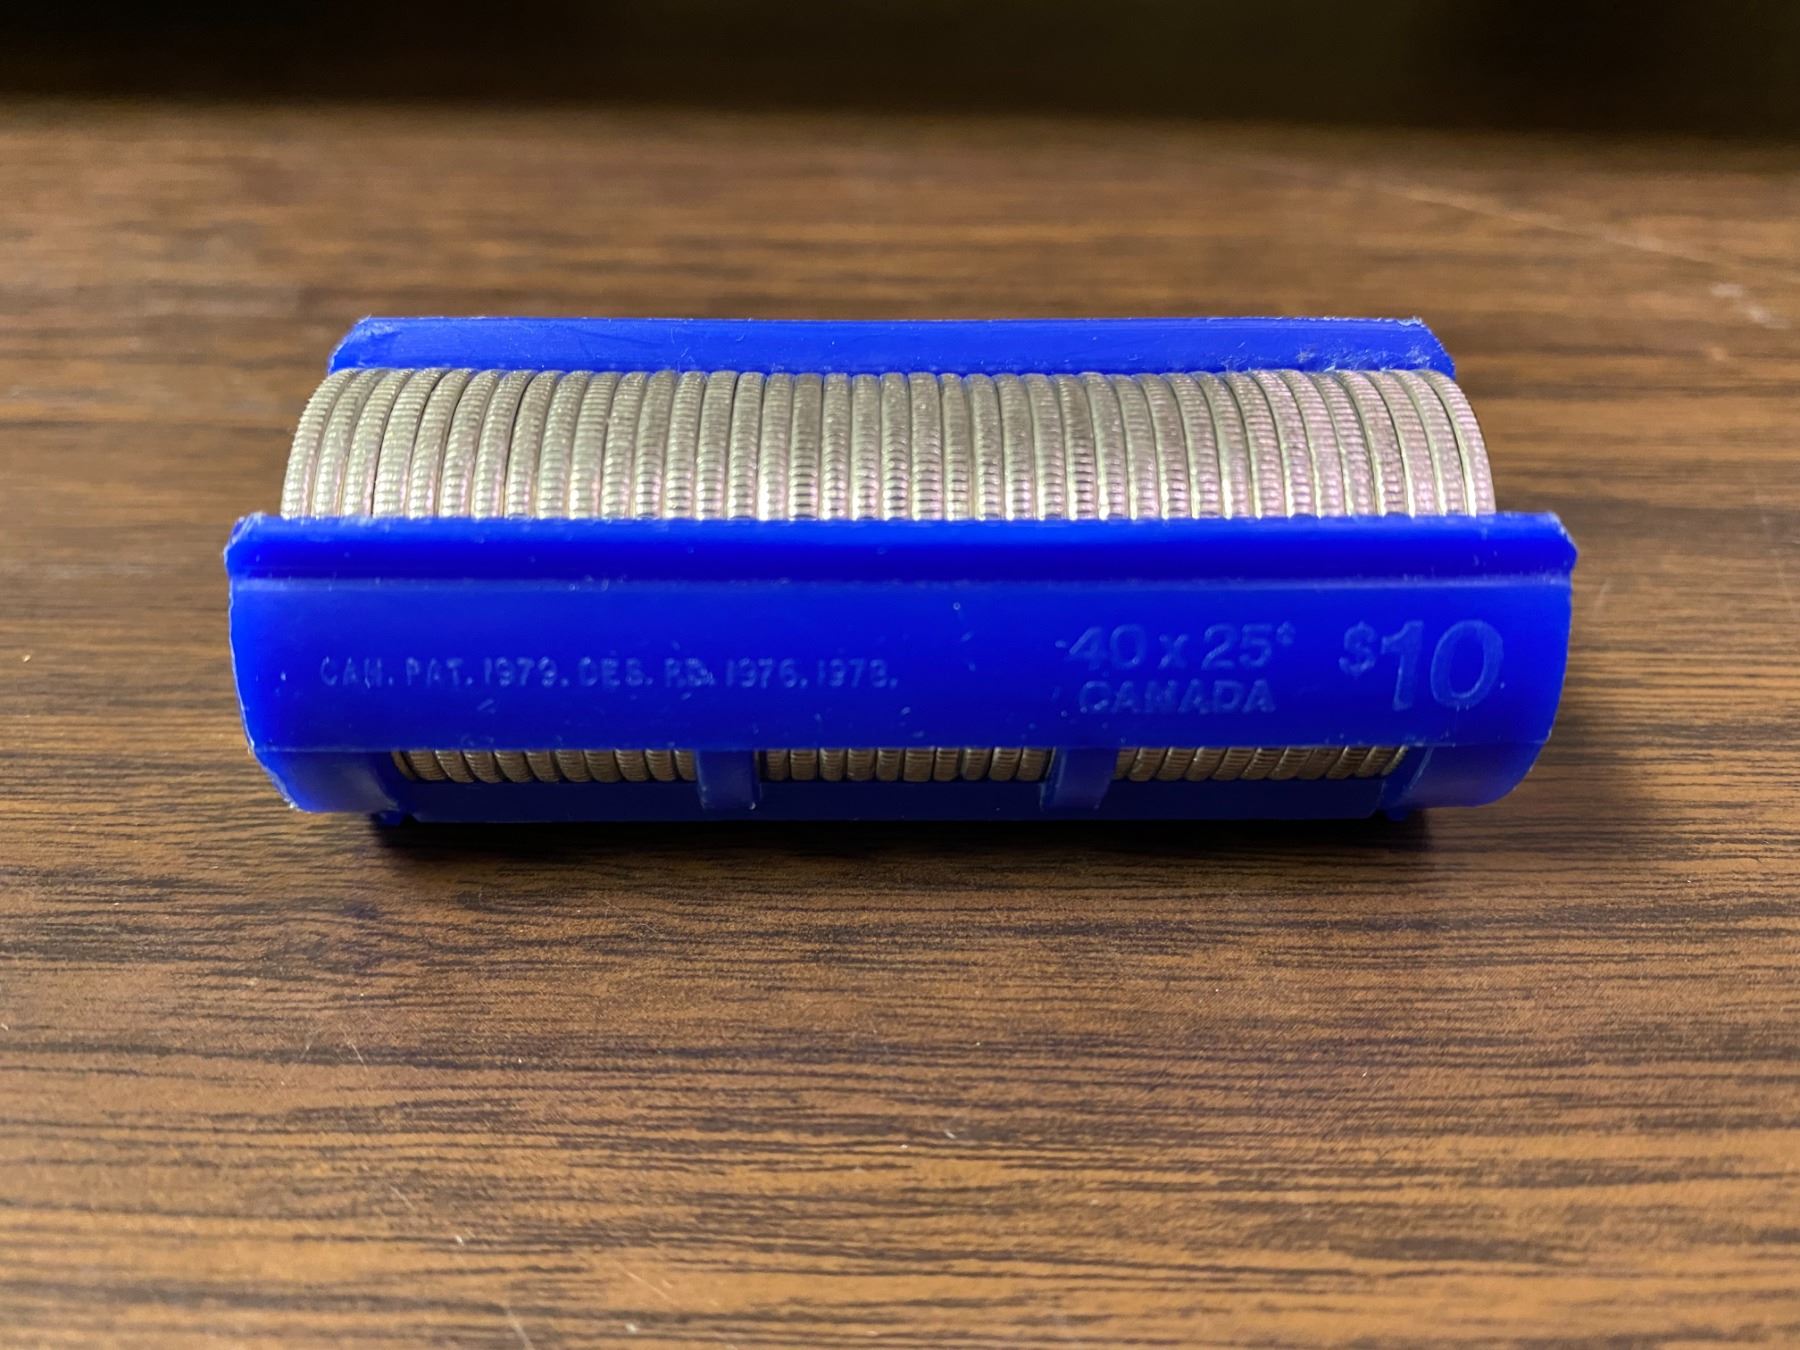 CAN. PAT. 1979. DES. RD. 1976. 1978.
40 x 25¢
CANADA
$10